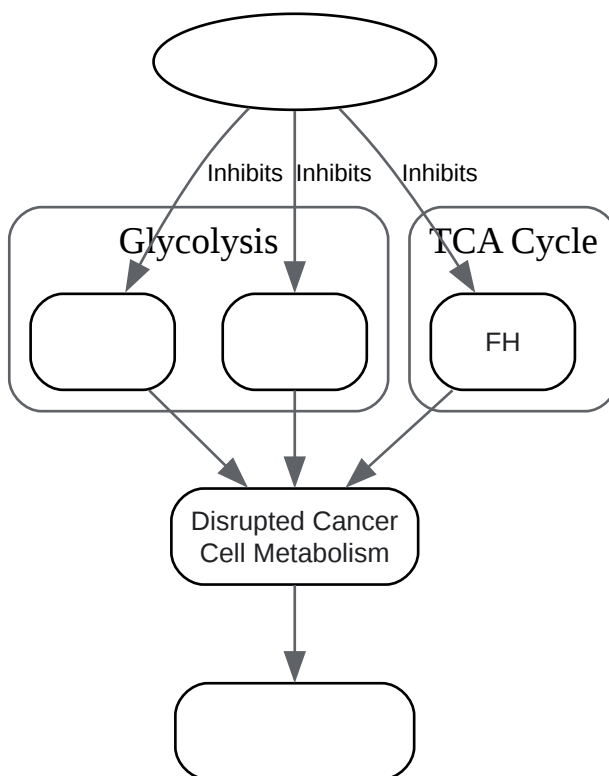 Inhibits Inhibits Inhibits
Glycolysis
TCA Cycle
FH
Disrupted Cancer
Cell Metabolism